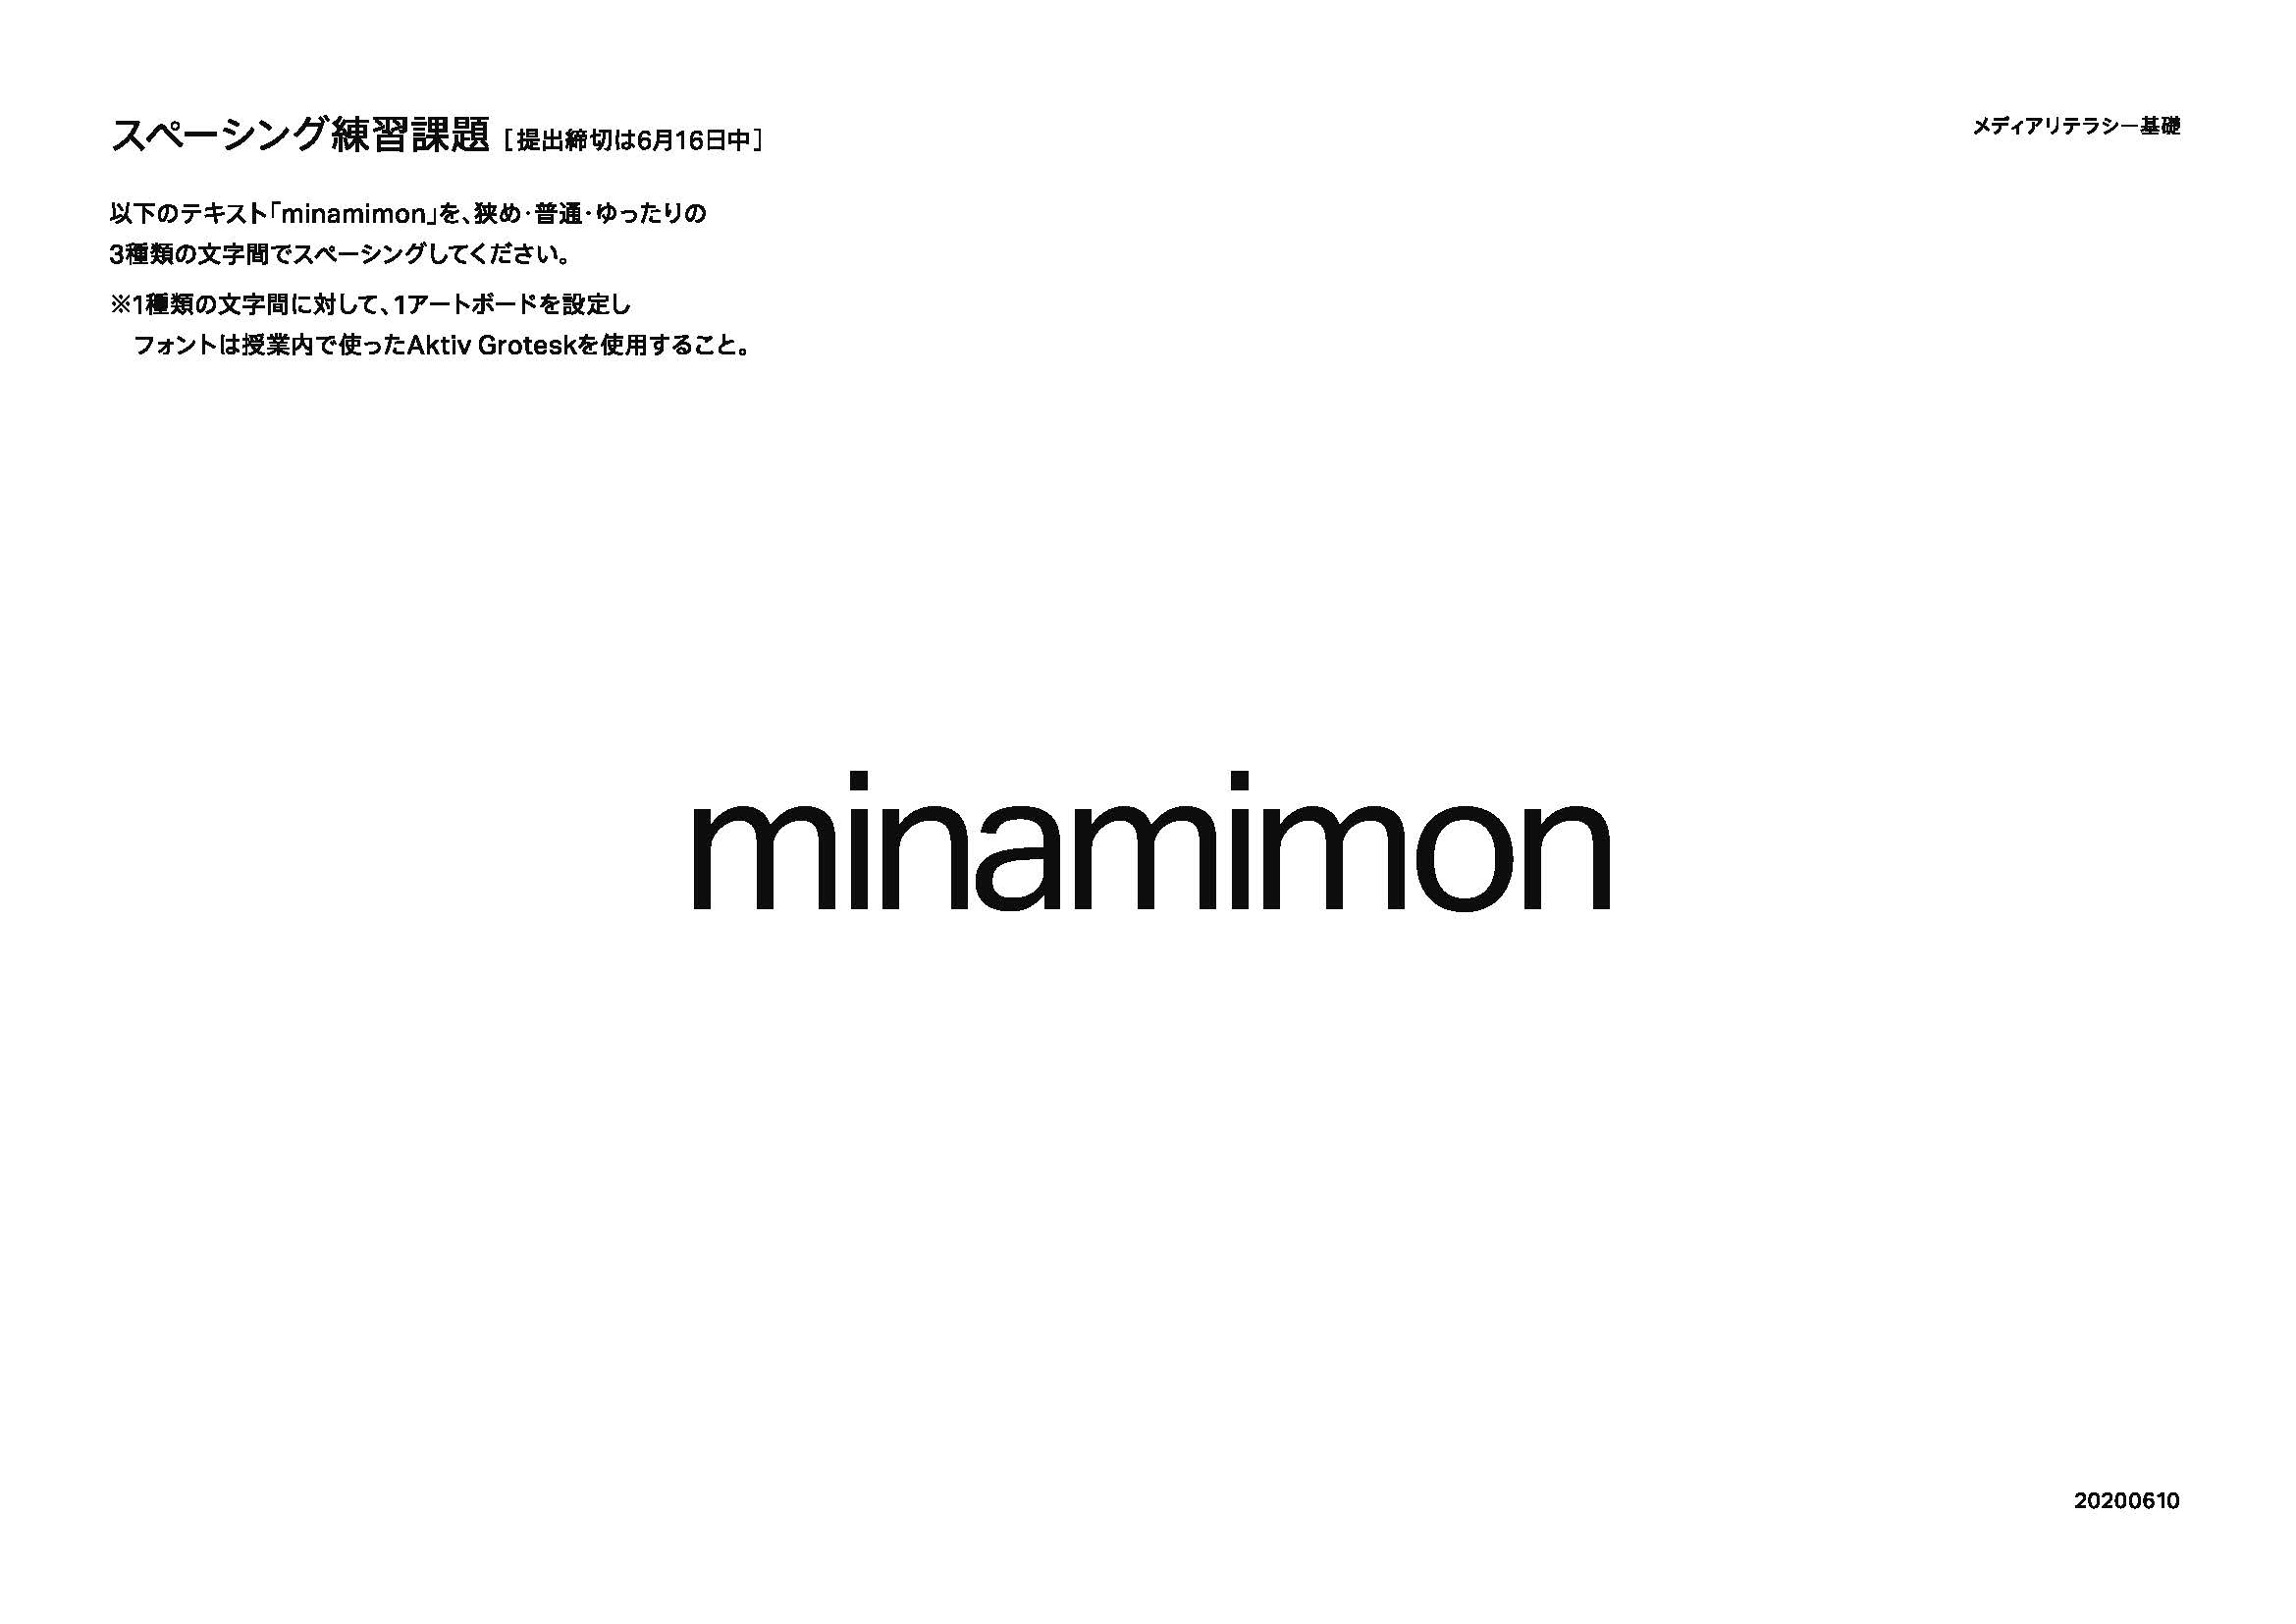 スペーシング練習課題 [提出締切は6月16日中]
メディアリテラシー基礎
以下のテキスト「minamimon」を、狭め・普通・ゆったりの
3種類の文字間でスペーシングしてください。
※1種類の文字間に対して、1アートボードを設定し
フォントは授業内で使ったAktiv Groteskを使用すること。
minamimon
20200610